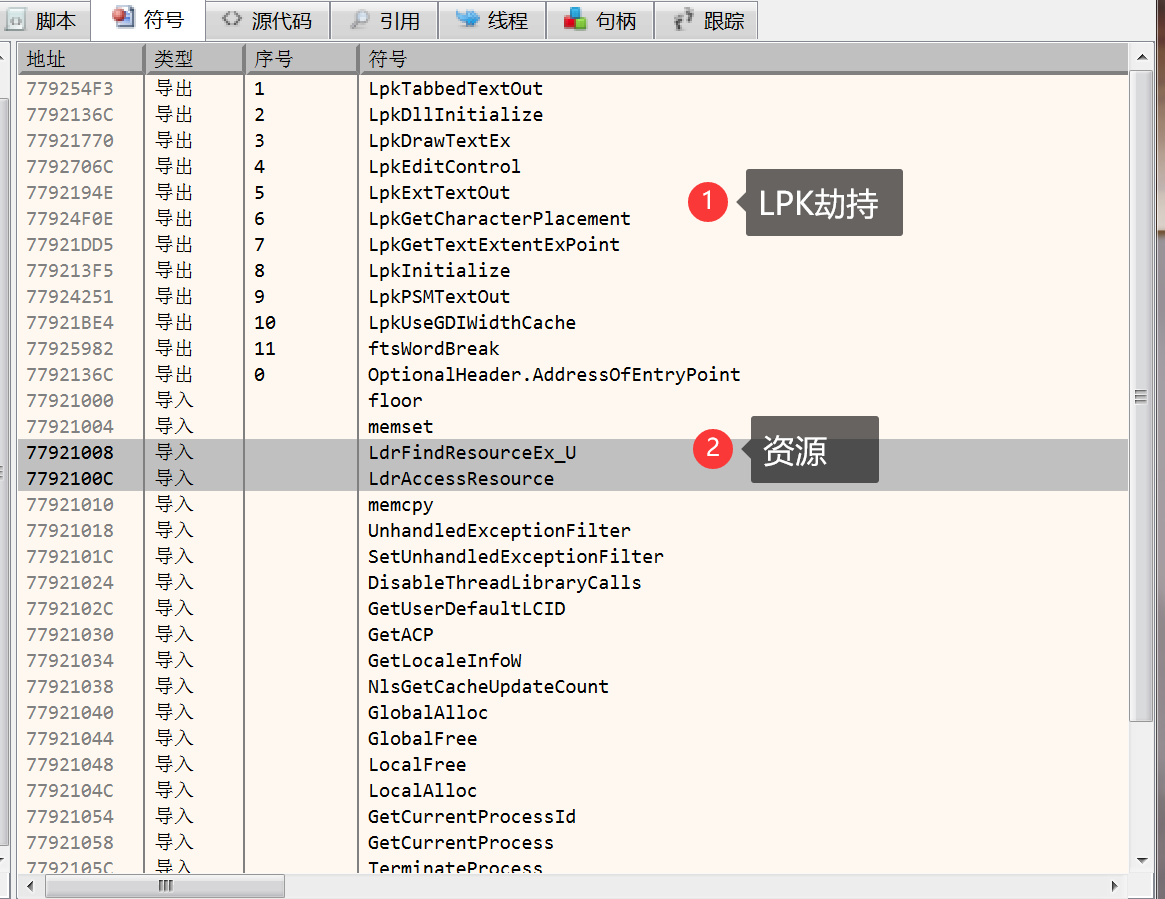 脚本 符号 源代码 引用 线程 句柄 跟踪
地址 类型 序号 符号
779254F3 导出 1 LpkTabbedTextOut
7792136C 导出 2 LpkDllInitialize
77921770 导出 3 LpkDrawTextEx
7792706C 导出 4 LpkEditControl
7792194E 导出 5 LpkExtTextOut
1 LPK劫持
77924F0E 导出 6 LpkGetCharacterPlacement
77921DD5 导出 7 LpkGetTextExtentExPoint
779213F5 导出 8 LpkInitialize
77924251 导出 9 LpkPSMTextOut
77921BE4 导出 10 LpkUseGDIWidthCache
77925982 导出 11 ftsWordBreak
7792136C 导出 0 OptionalHeader.AddressOfEntryPoint
77921000 导入 floor
77921004 导入 memset
77921008 导入 LdrFindResourceEx_U
2 资源
7792100C 导入 LdrAccessResource
77921010 导入 memcpy
77921018 导入 UnhandledExceptionFilter
7792101C 导入 SetUnhandledExceptionFilter
77921024 导入 DisableThreadLibraryCalls
7792102C 导入 GetUserDefaultLCID
77921030 导入 GetACP
77921034 导入 GetLocaleInfoW
77921038 导入 NlsGetCacheUpdateCount
77921040 导入 GlobalAlloc
77921044 导入 GlobalFree
77921048 导入 LocalFree
7792104C 导入 LocalAlloc
77921054 导入 GetCurrentProcessId
77921058 导入 GetCurrentProcess
7792105C 导入 TerminateProcess